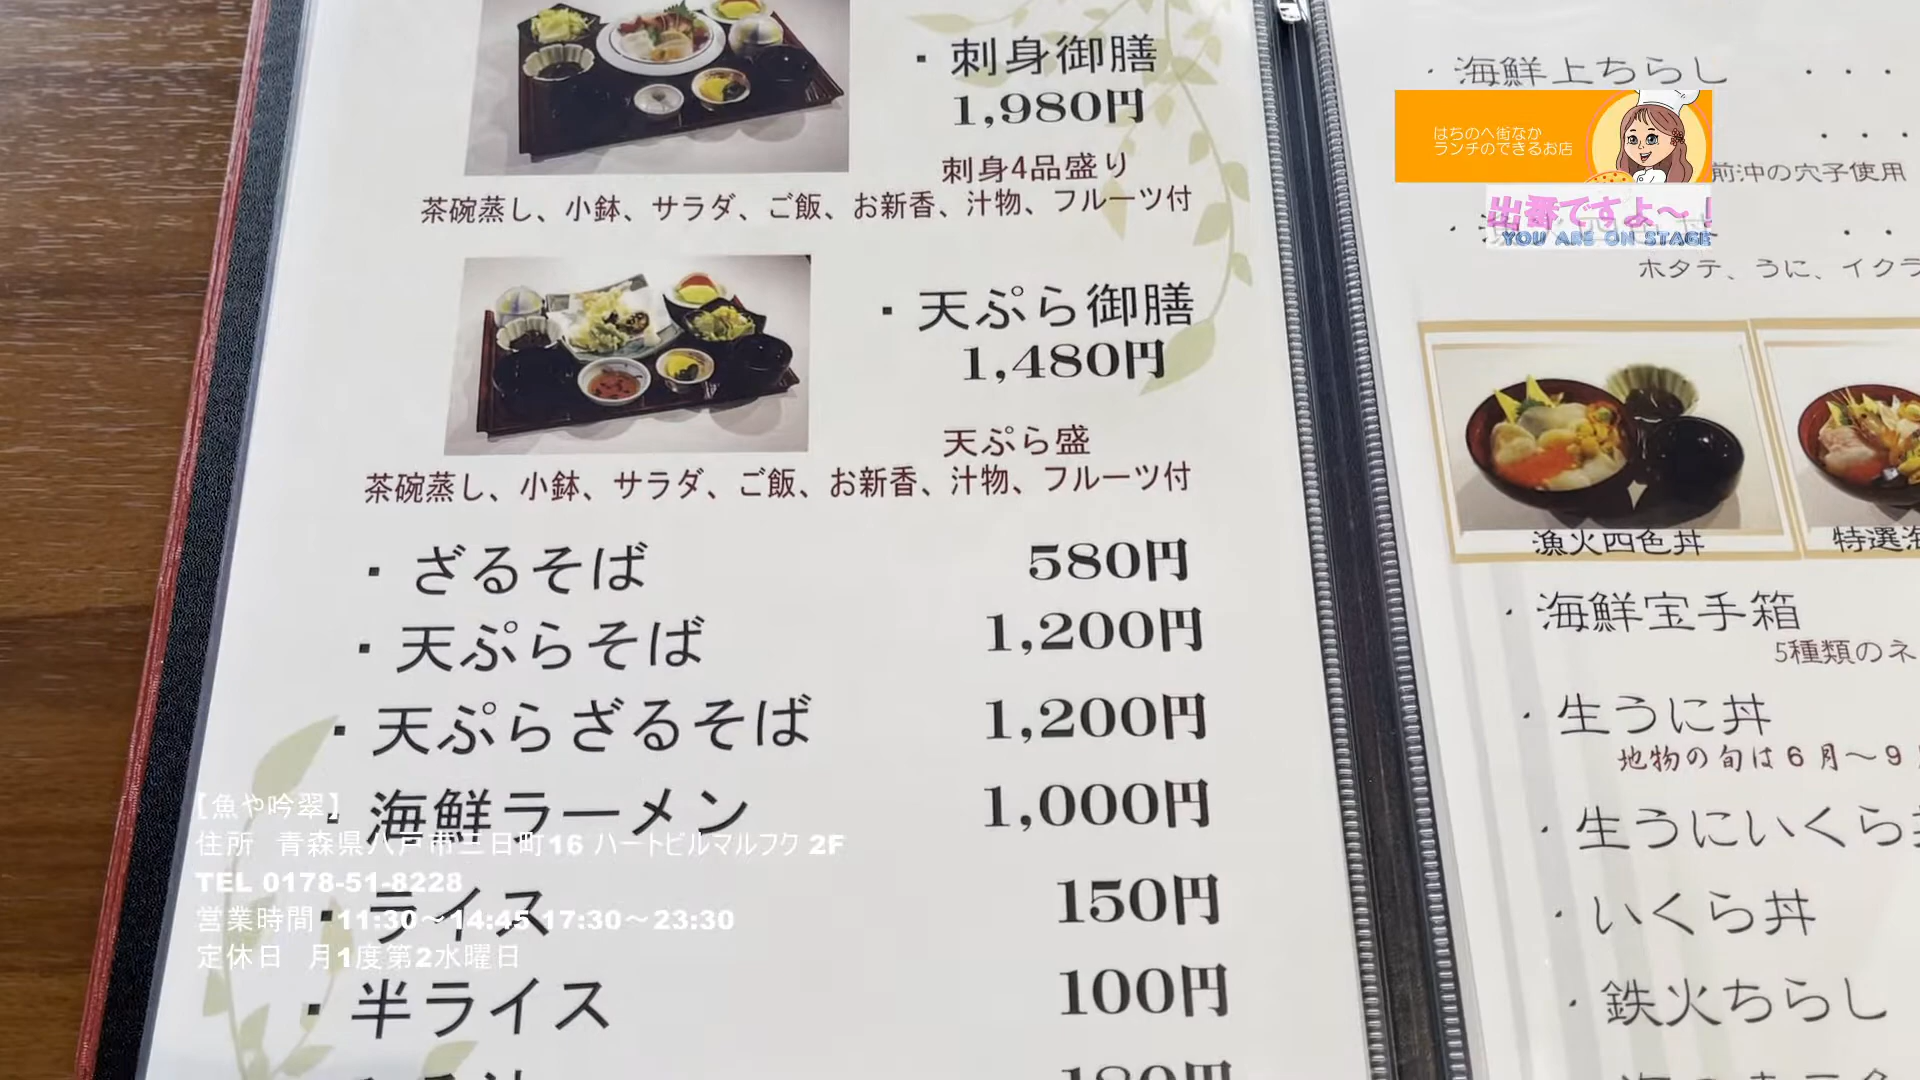 ・刺身御膳
1,980円
刺身4品盛り
茶碗蒸し、小鉢、サラダ、ご飯、お新香、汁物、フルーツ付
・天ぷら御膳
1,480円
天ぷら盛
茶碗蒸し、小鉢、サラダ、ご飯、お新香、汁物、フルーツ付
・ざるそば 580円
・天ぷらそば 1,200円
・天ぷらざるそば 1,200円
・海鮮ラーメン 1,000円
・ライス 150円
・半ライス 100円
・海鮮上ちらし ・・・
・・・
前沖の穴子使用
ホタテ、うに、イクラ
漁火四色丼
特選海
・海鮮宝手箱
5種類のネ
・生うに丼
地物の旬は6月～9
・生うにいくら
・いくら丼
・鉄火ちらし
はちのへ街なか
ランチのできるお店
出番ですよ～！
YOU ARE ON STAGE
【魚や吟翠】
住所 青森県八戸市三日町16 ハートビルマルフク 2F
TEL 0178-51-8228
営業時間 11:30～14:45 17:30～23:30
定休日 月1度第2水曜日